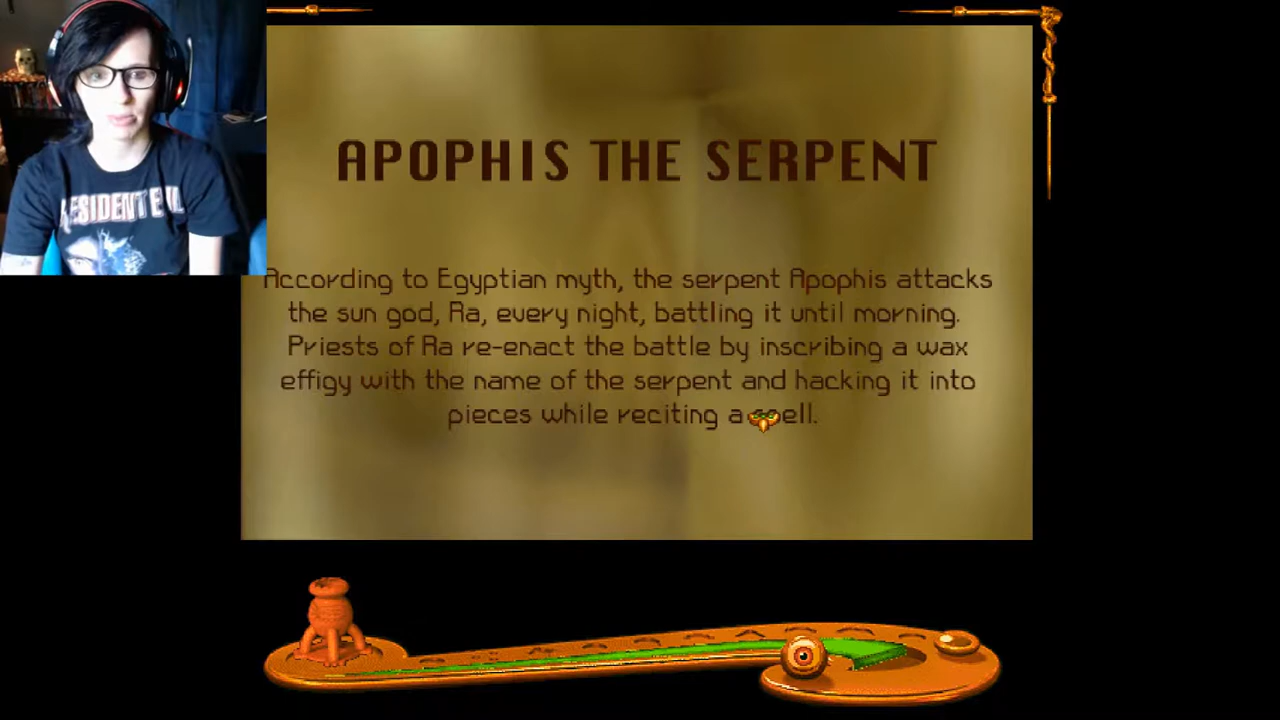 APOPHIS THE SERPENT
RESIDENT EVIL
According to Egyptian myth, the serpent Apophis attacks
the sun god, Ra, every night, battling it until morning.
Priests of Ra re-enact the battle by inscribing a wax
effigy with the name of the serpent and hacking it into
pieces while reciting a